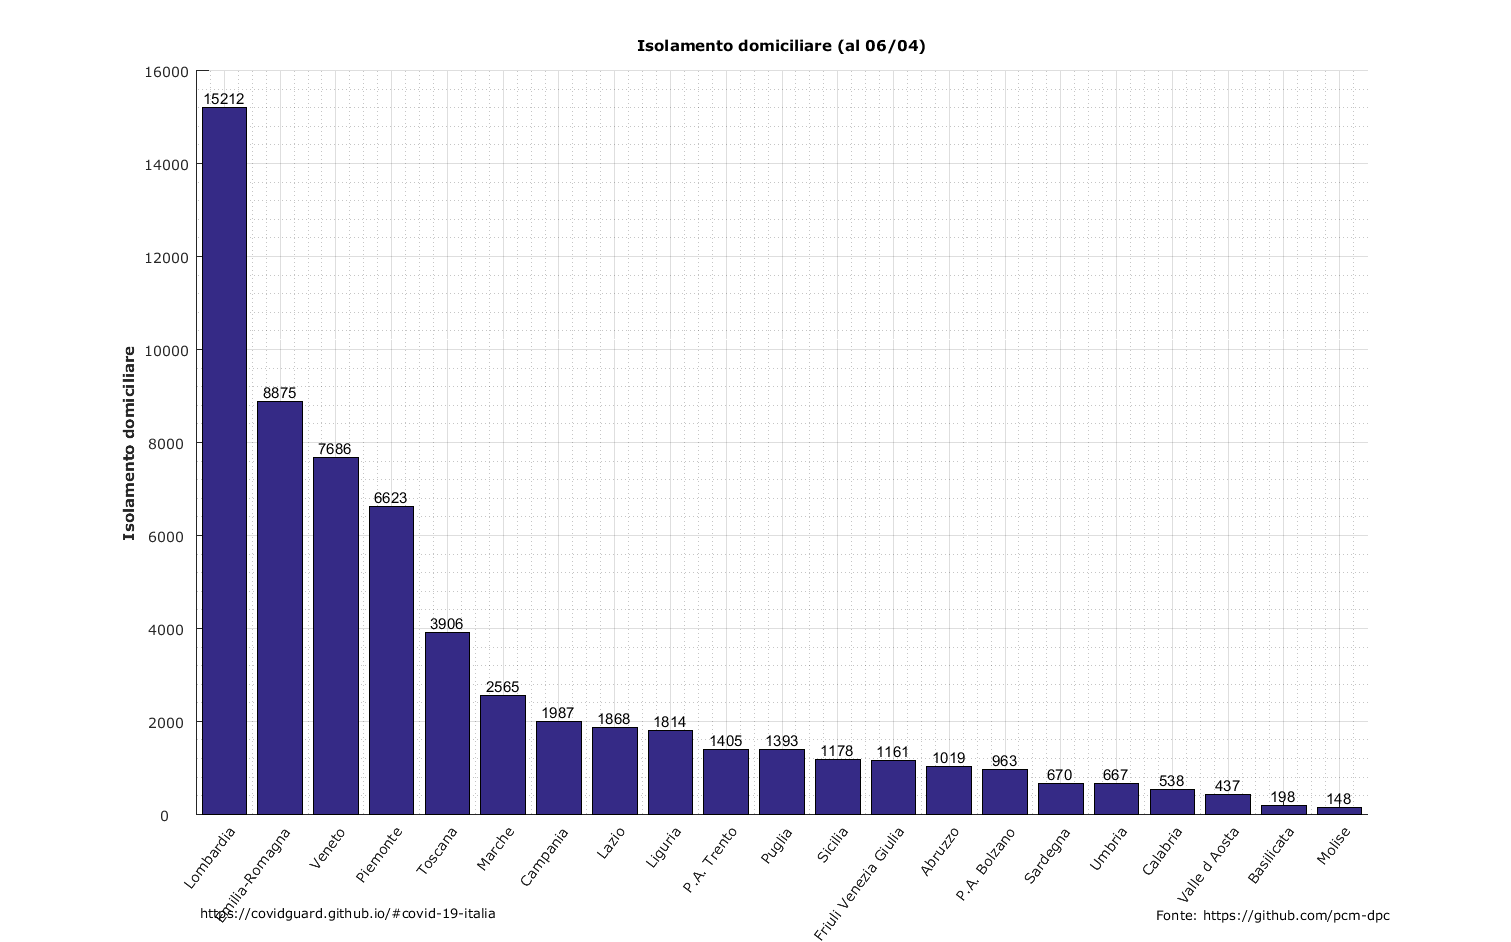 Isolamento domiciliare (al 06/04)
Isolamento domiciliare
16000
14000
12000
10000
8000
6000
4000
2000
0
15212
8875
7686
6623
3906
2565
1987
1868
1814
1405
1393
1178
1161
1019
963
670
667
538
437
198
148
Lombardia
Emilia-Romagna
Veneto
Piemonte
Toscana
Marche
Campania
Lazio
Liguria
P.A. Trento
Puglia
Sicilia
Friuli Venezia Giulia
Abruzzo
P.A. Bolzano
Sardegna
Umbria
Calabria
Valle d Aosta
Basilicata
Molise
https://covidguard.github.io/#covid-19-italia
Fonte: https://github.com/pcm-dpc